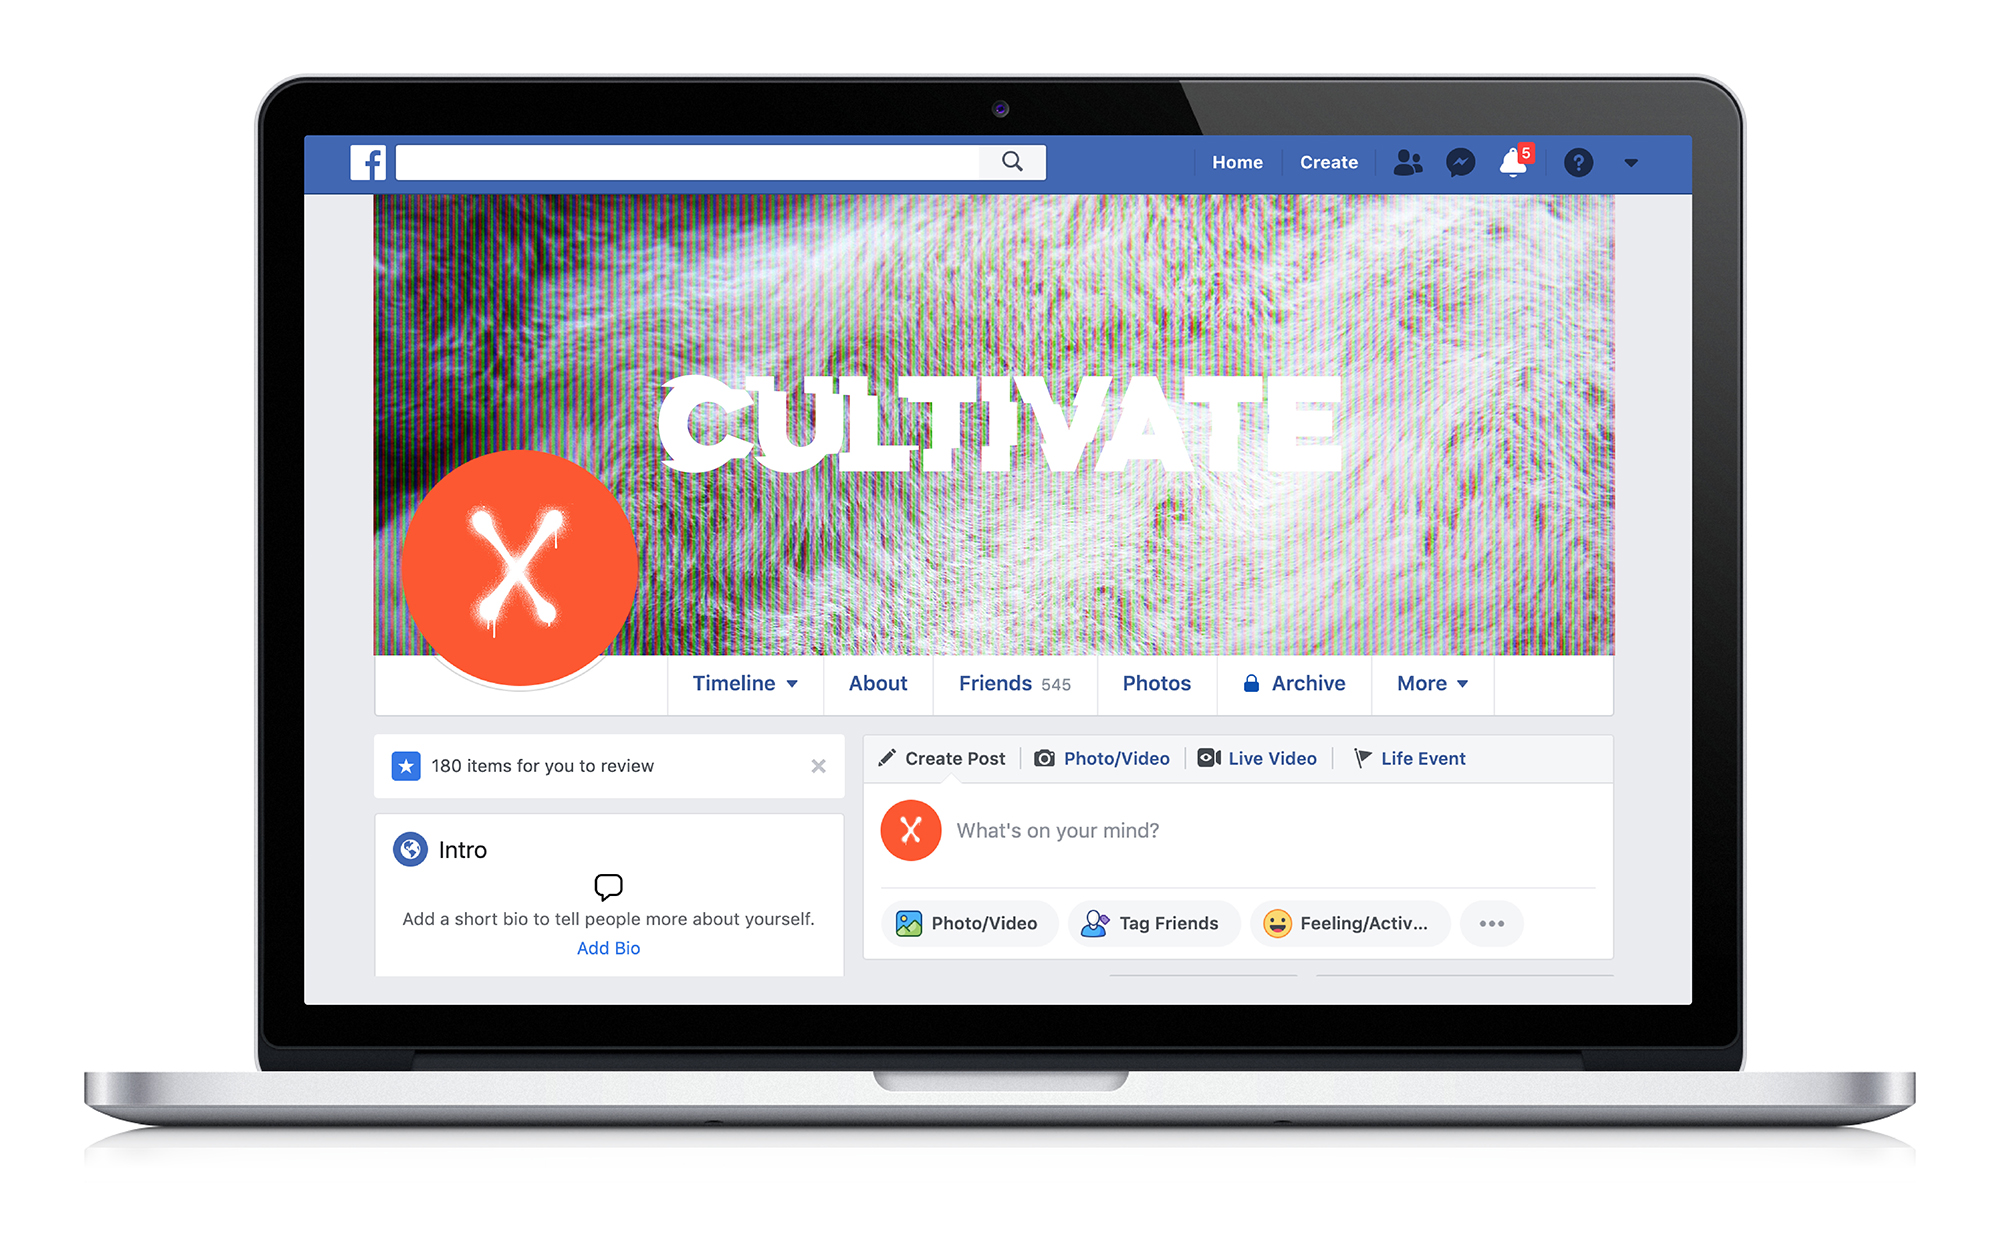 f
Home Create 5 ?
CULTIVATE
X
Timeline About Friends 545 Photos Archive More
180 items for you to review
Create Post Photo/Video Live Video Life Event
X What's on your mind?
Intro
Add a short bio to tell people more about yourself.
Add Bio
Photo/Video Tag Friends Feeling/Activ...